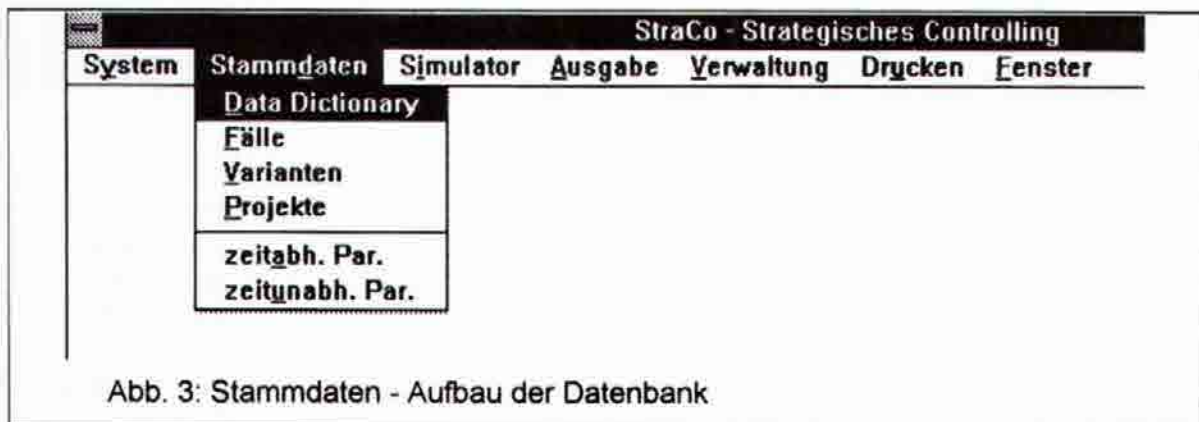 StraCo - Strategisches Controlling
System Stammdaten Simulator Ausgabe Verwaltung Drucken Fenster
Data Dictionary
Fälle
Varianten
Projekte
zeitabh. Par.
zeitunabh. Par.
Abb. 3: Stammdaten - Aufbau der Datenbank